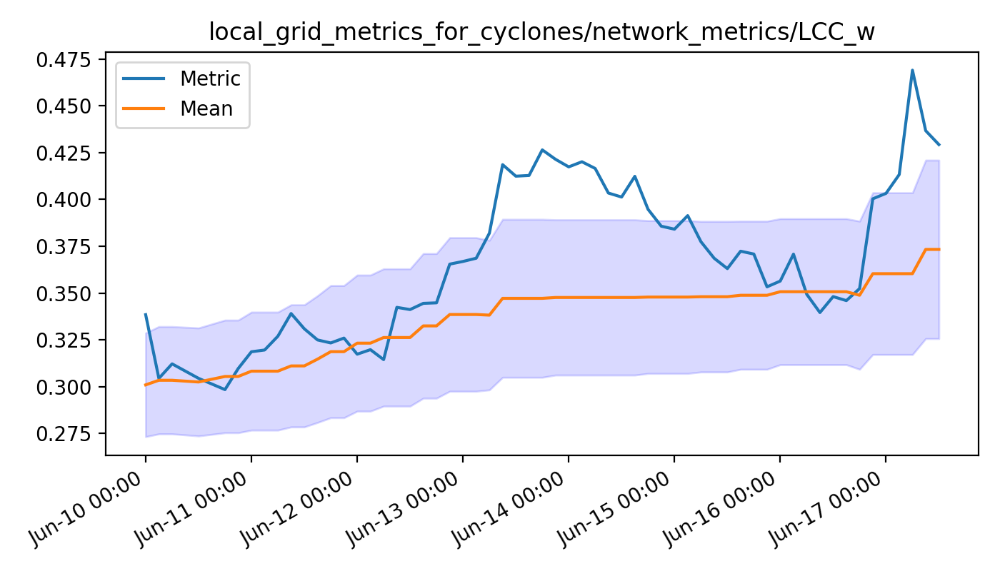 local_grid_metrics_for_cyclones/network_metrics/LCC_w
Metric
Mean
0.475
0.450
0.425
0.400
0.375
0.350
0.325
0.300
0.275
Jun-10 00:00
Jun-11 00:00
Jun-12 00:00
Jun-13 00:00
Jun-14 00:00
Jun-15 00:00
Jun-16 00:00
Jun-17 00:00